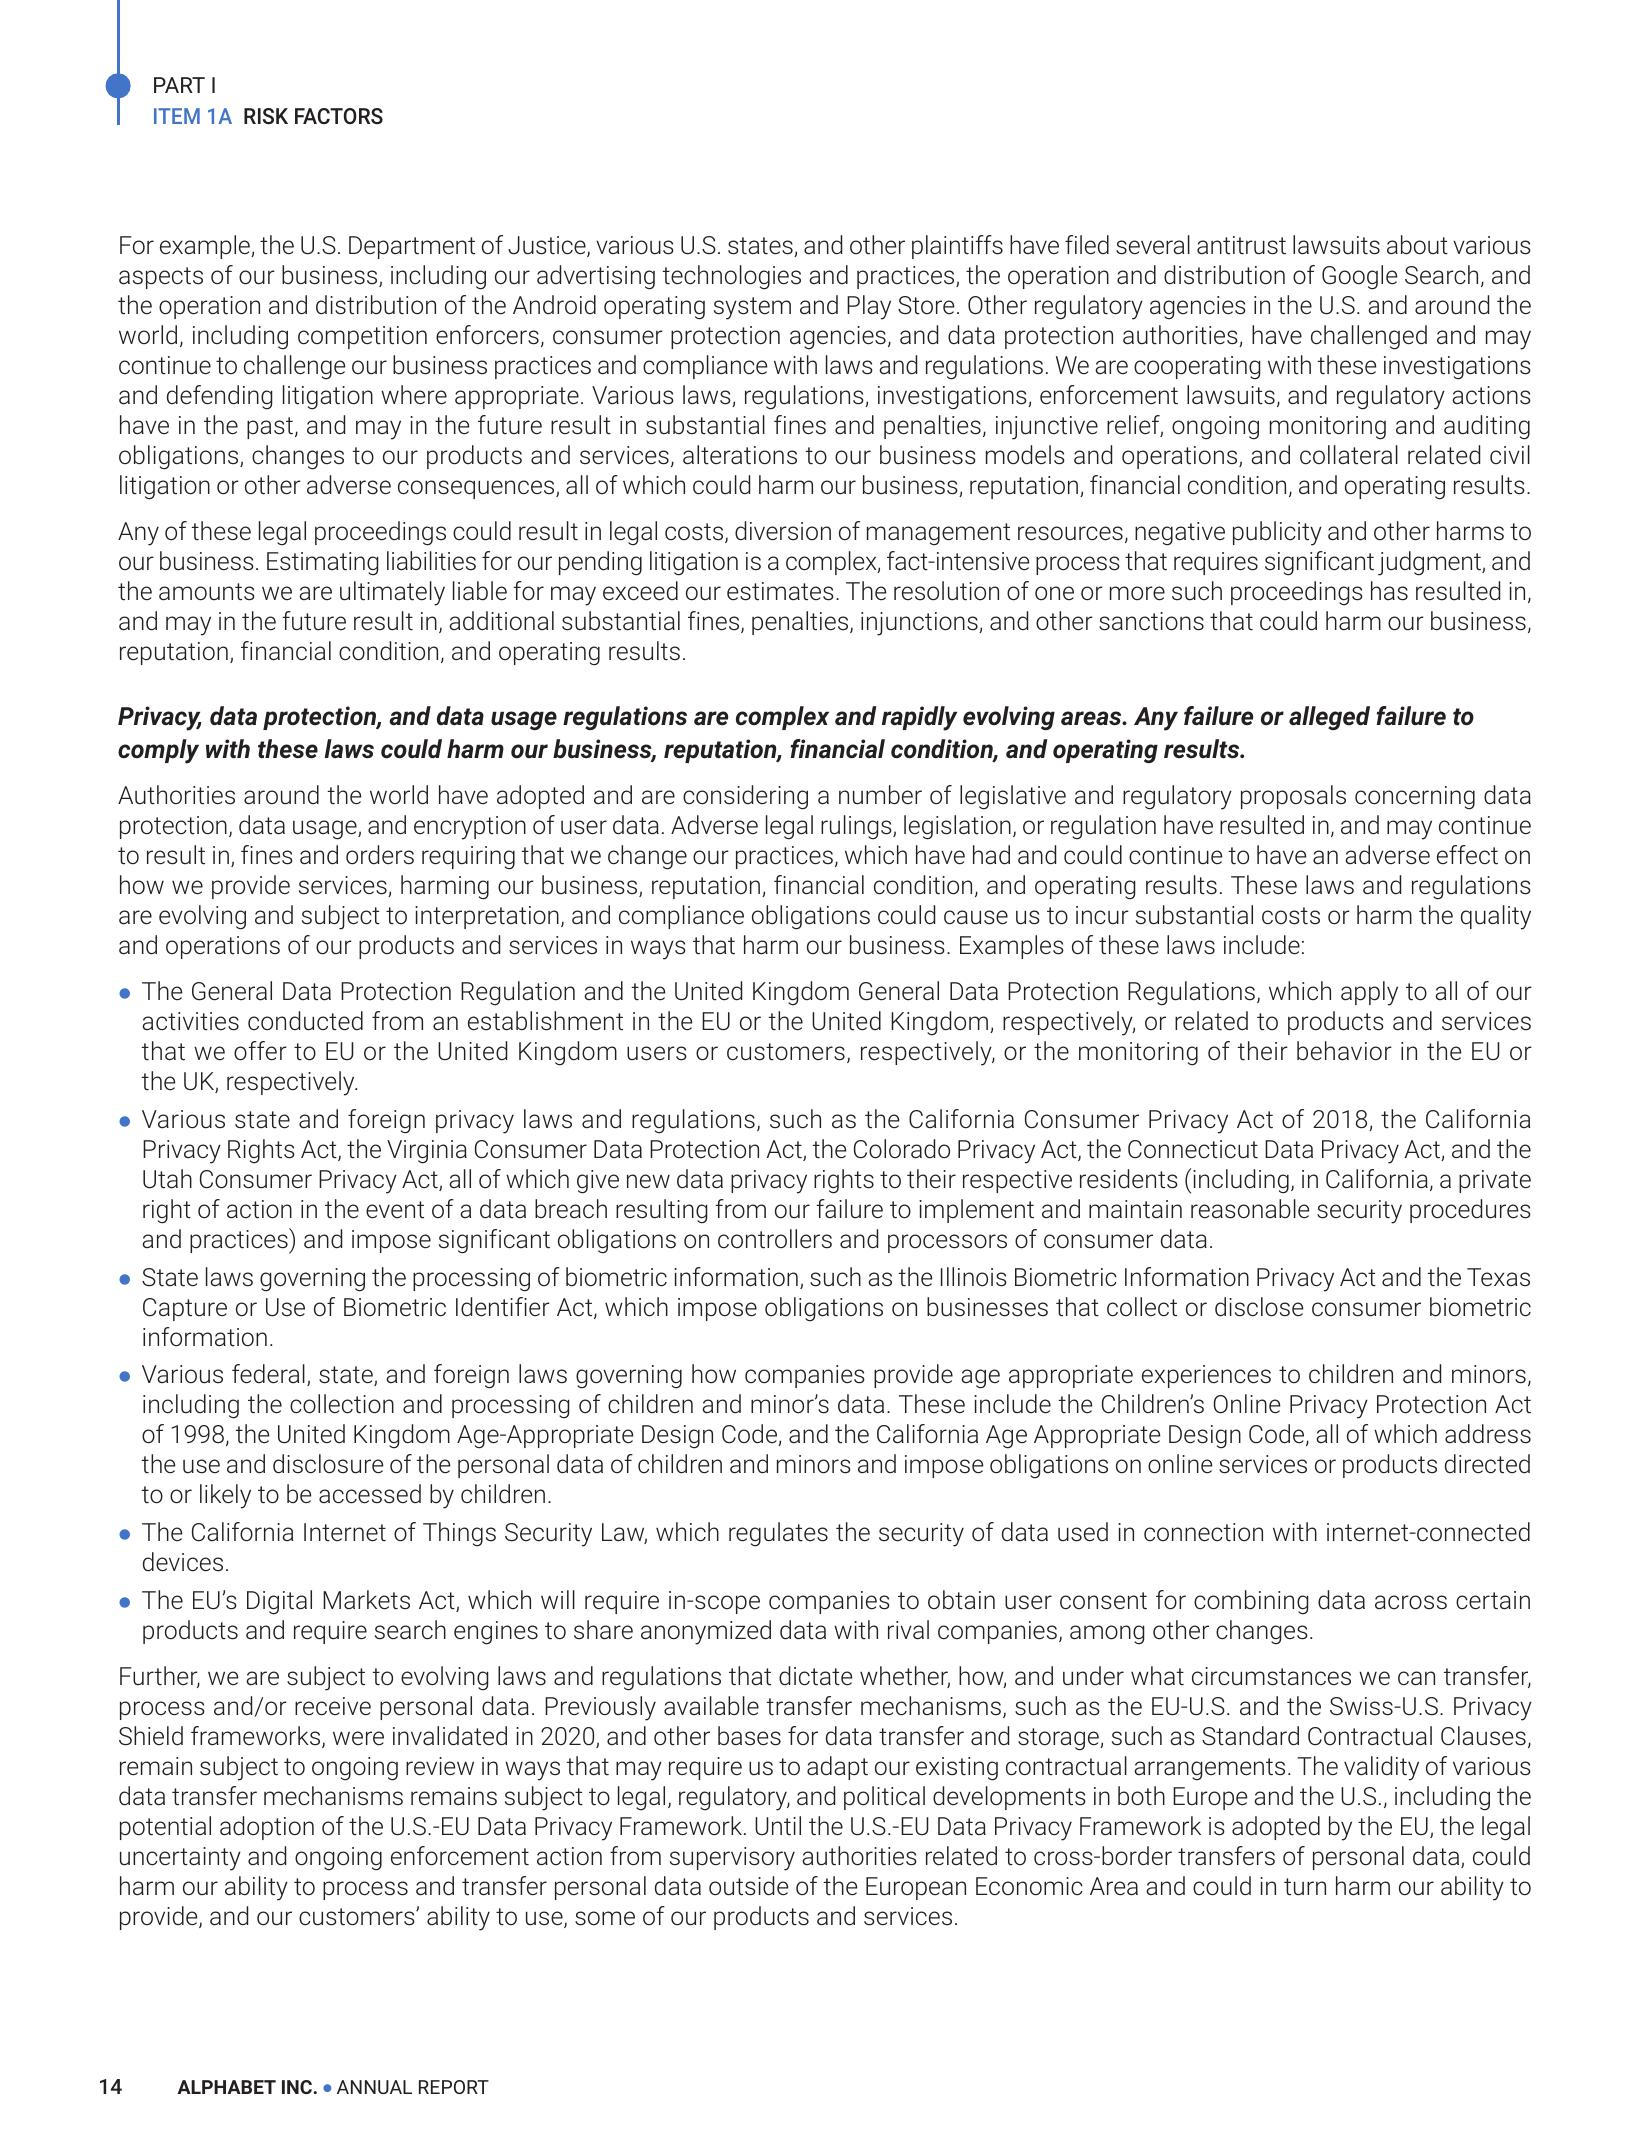 PART I
ITEM 1A RISK FACTORS
For example, the U.S. Department of Justice, various U.S. states, and other plaintiffs have filed several antitrust lawsuits about various
aspects of our business, including our advertising technologies and practices, the operation and distribution of Google Search, and
the operation and distribution of the Android operating system and Play Store. Other regulatory agencies in the U.S. and around the
world, including competition enforcers, consumer protection agencies, and data protection authorities, have challenged and may
continue to challenge our business practices and compliance with laws and regulations. We are cooperating with these investigations
and defending litigation where appropriate. Various laws, regulations, investigations, enforcement lawsuits, and regulatory actions
have in the past, and may in the future result in substantial fines and penalties, injunctive relief, ongoing monitoring and auditing
obligations, changes to our products and services, alterations to our business models and operations, and collateral related civil
litigation or other adverse consequences, all of which could harm our business, reputation, financial condition, and operating results.
Any of these legal proceedings could result in legal costs, diversion of management resources, negative publicity and other harms to
our business. Estimating liabilities for our pending litigation is a complex, fact-intensive process that requires significant judgment, and
the amounts we are ultimately liable for may exceed our estimates. The resolution of one or more such proceedings has resulted in,
and may in the future result in, additional substantial fines, penalties, injunctions, and other sanctions that could harm our business,
reputation, financial condition, and operating results.
Privacy, data protection, and data usage regulations are complex and rapidly evolving areas. Any failure or alleged failure to
comply with these laws could harm our business, reputation, financial condition, and operating results.
Authorities around the world have adopted and are considering a number of legislative and regulatory proposals concerning data
protection, data usage, and encryption of user data. Adverse legal rulings, legislation, or regulation have resulted in, and may continue
to result in, fines and orders requiring that we change our practices, which have had and could continue to have an adverse effect on
how we provide services, harming our business, reputation, financial condition, and operating results. These laws and regulations
are evolving and subject to interpretation, and compliance obligations could cause us to incur substantial costs or harm the quality
and operations of our products and services in ways that harm our business. Examples of these laws include:
● The General Data Protection Regulation and the United Kingdom General Data Protection Regulations, which apply to all of our
activities conducted from an establishment in the EU or the United Kingdom, respectively, or related to products and services
that we offer to EU or the United Kingdom users or customers, respectively, or the monitoring of their behavior in the EU or
the UK, respectively.
● Various state and foreign privacy laws and regulations, such as the California Consumer Privacy Act of 2018, the California
Privacy Rights Act, the Virginia Consumer Data Protection Act, the Colorado Privacy Act, the Connecticut Data Privacy Act, and the
Utah Consumer Privacy Act, all of which give new data privacy rights to their respective residents (including, in California, a private
right of action in the event of a data breach resulting from our failure to implement and maintain reasonable security procedures
and practices) and impose significant obligations on controllers and processors of consumer data.
● State laws governing the processing of biometric information, such as the Illinois Biometric Information Privacy Act and the Texas
Capture or Use of Biometric Identifier Act, which impose obligations on businesses that collect or disclose consumer biometric
information.
● Various federal, state, and foreign laws governing how companies provide age appropriate experiences to children and minors,
including the collection and processing of children and minor’s data. These include the Children’s Online Privacy Protection Act
of 1998, the United Kingdom Age-Appropriate Design Code, and the California Age Appropriate Design Code, all of which address
the use and disclosure of the personal data of children and minors and impose obligations on online services or products directed
to or likely to be accessed by children.
● The California Internet of Things Security Law, which regulates the security of data used in connection with internet-connected
devices.
● The EU’s Digital Markets Act, which will require in-scope companies to obtain user consent for combining data across certain
products and require search engines to share anonymized data with rival companies, among other changes.
Further, we are subject to evolving laws and regulations that dictate whether, how, and under what circumstances we can transfer,
process and/or receive personal data. Previously available transfer mechanisms, such as the EU-U.S. and the Swiss-U.S. Privacy
Shield frameworks, were invalidated in 2020, and other bases for data transfer and storage, such as Standard Contractual Clauses,
remain subject to ongoing review in ways that may require us to adapt our existing contractual arrangements. The validity of various
data transfer mechanisms remains subject to legal, regulatory, and political developments in both Europe and the U.S., including the
potential adoption of the U.S.-EU Data Privacy Framework. Until the U.S.-EU Data Privacy Framework is adopted by the EU, the legal
uncertainty and ongoing enforcement action from supervisory authorities related to cross-border transfers of personal data, could
harm our ability to process and transfer personal data outside of the European Economic Area and could in turn harm our ability to
provide, and our customers’ ability to use, some of our products and services.
14 ALPHABET INC. ● ANNUAL REPORT